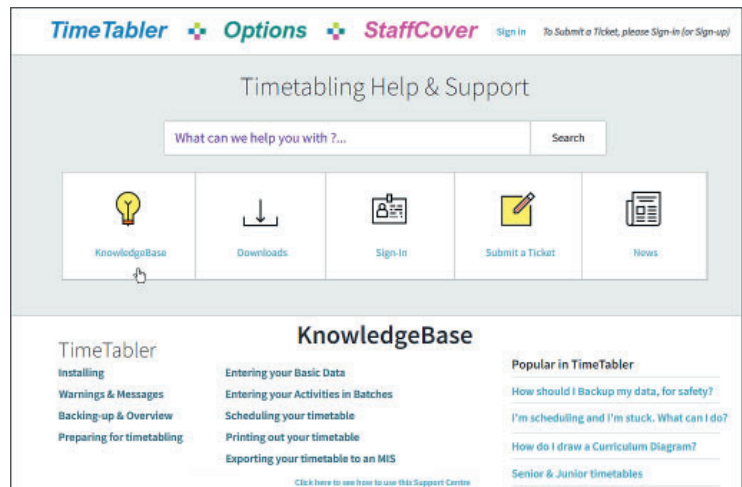 TimeTabler Options StaffCover Sign in To Submit a Ticket, please Sign-in (or Sign-up)
Timetabling Help & Support
What can we help you with ?... Search
KnowledgeBase Downloads Sign-In Submit a Ticket News
KnowledgeBase
TimeTabler
Installing
Warnings & Messages
Backing-up & Overview
Preparing for timetabling
Entering your Basic Data
Entering your Activities in Batches
Scheduling your timetable
Printing out your timetable
Exporting your timetable to an MIS
Click here to see how to use this Support Centre
Popular in TimeTabler
How should I Backup my data, for safety?
I'm scheduling and I'm stuck. What can I do?
How do I draw a Curriculum Diagram?
Senior & Junior timetables